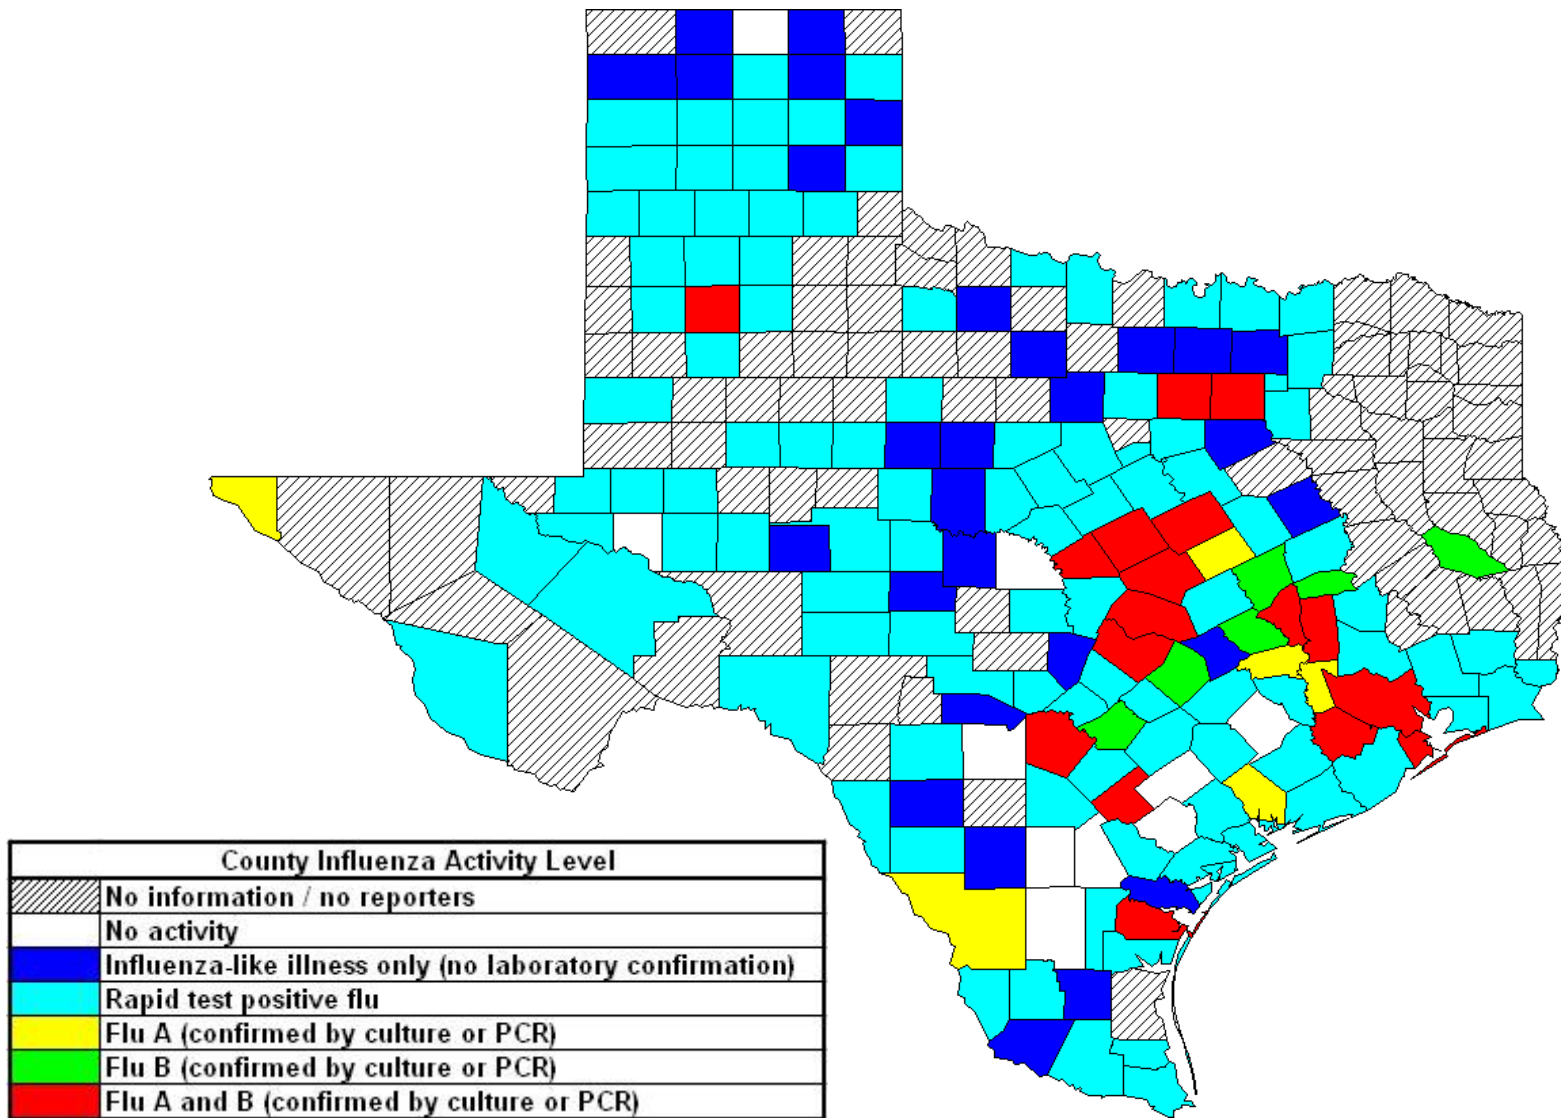 County Influenza Activity Level
No information / no reporters
No activity
Influenza-like illness only (no laboratory confirmation)
Rapid test positive flu
Flu A (confirmed by culture or PCR)
Flu B (confirmed by culture or PCR)
Flu A and B (confirmed by culture or PCR)